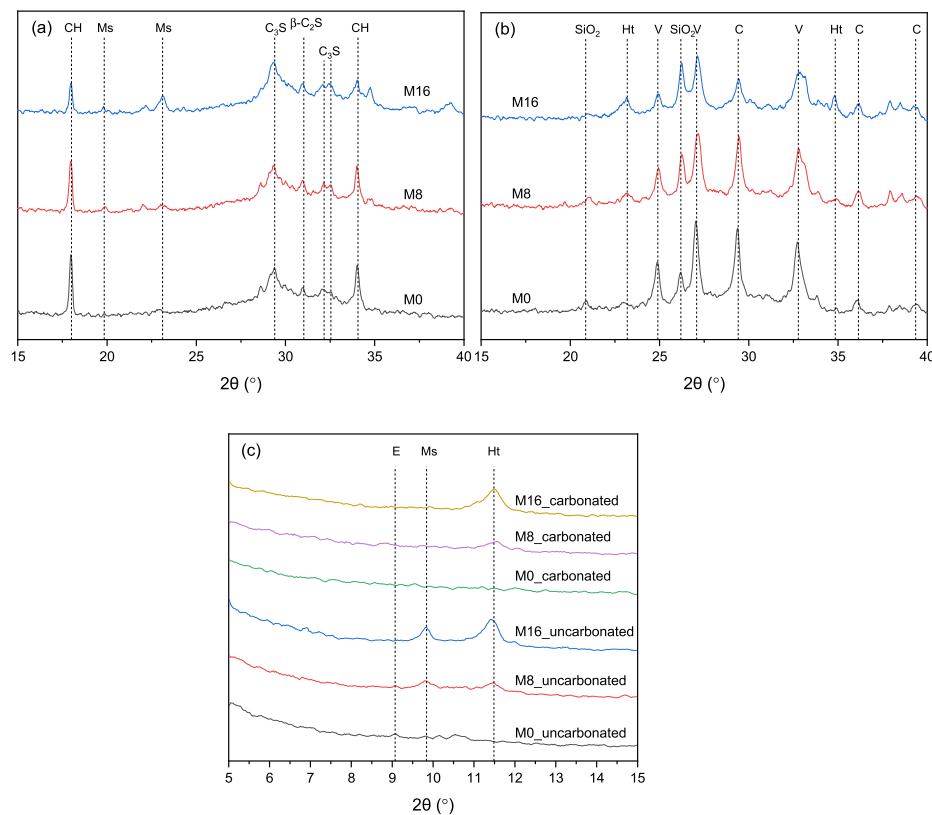 (a)
CH Ms Ms C₃S β-C₂S CH
C₃S
M16
M8
M0
15 20 25 30 35 40
2θ (°)
(b)
SiO₂ Ht V SiO₂ V C V Ht C C
M16
M8
M0
15 20 25 30 35 40
2θ (°)
(c)
E Ms Ht
M16_carbonated
M8_carbonated
M0_carbonated
M16_uncarbonated
M8_uncarbonated
M0_uncarbonated
5 6 7 8 9 10 11 12 13 14 15
2θ (°)